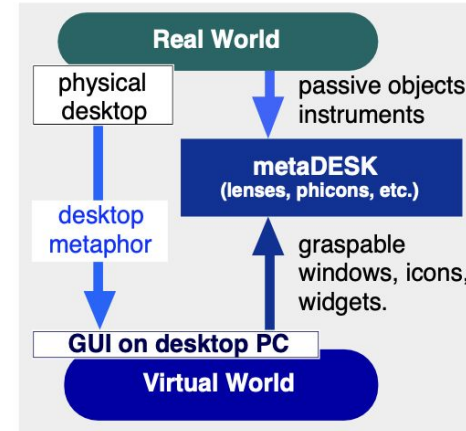 Real World
physical
desktop
passive objects
instruments
metaDESK
(lenses, phicons, etc.)
desktop
metaphor
graspable
windows, icons,
widgets.
GUI on desktop PC
Virtual World